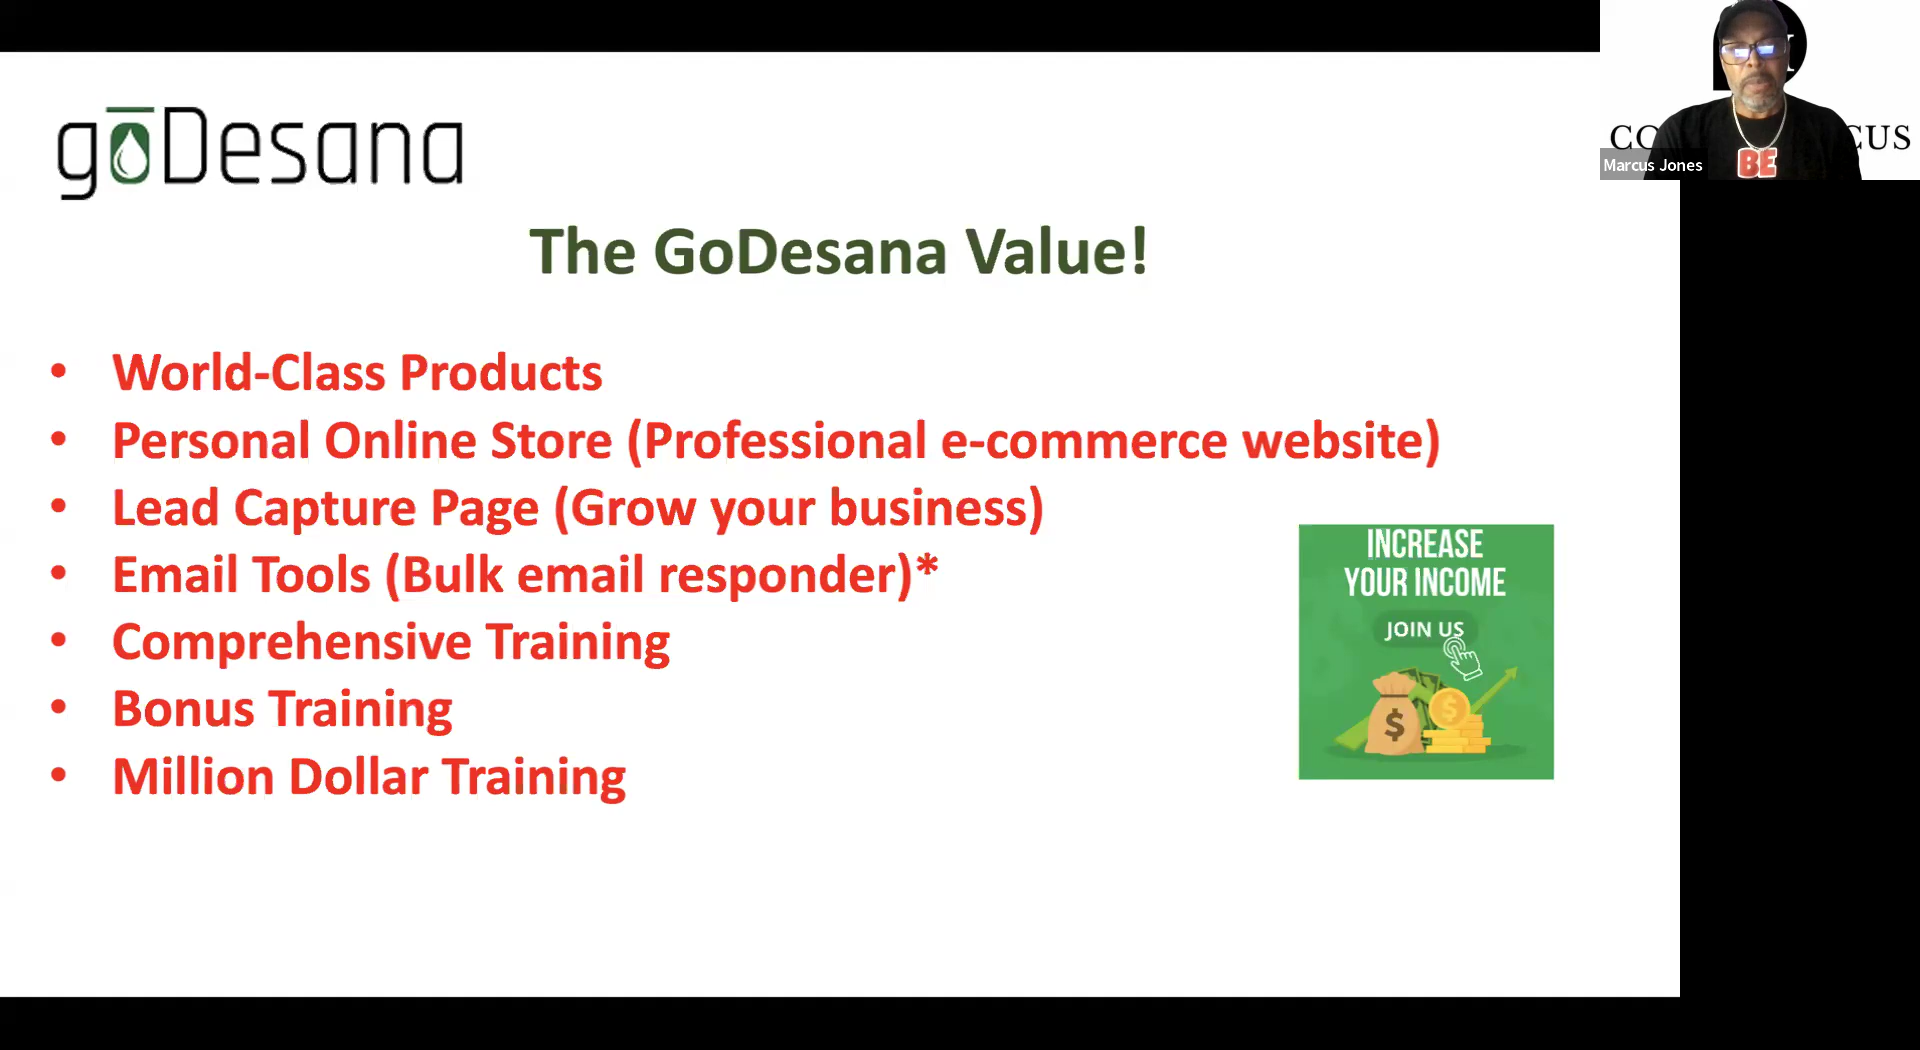 gōDesana
The GoDesana Value!
• World-Class Products
• Personal Online Store (Professional e-commerce website)
• Lead Capture Page (Grow your business)
• Email Tools (Bulk email responder)*
• Comprehensive Training
• Bonus Training
• Million Dollar Training
INCREASE
YOUR INCOME
JOIN US
$ $
BE
Marcus Jones